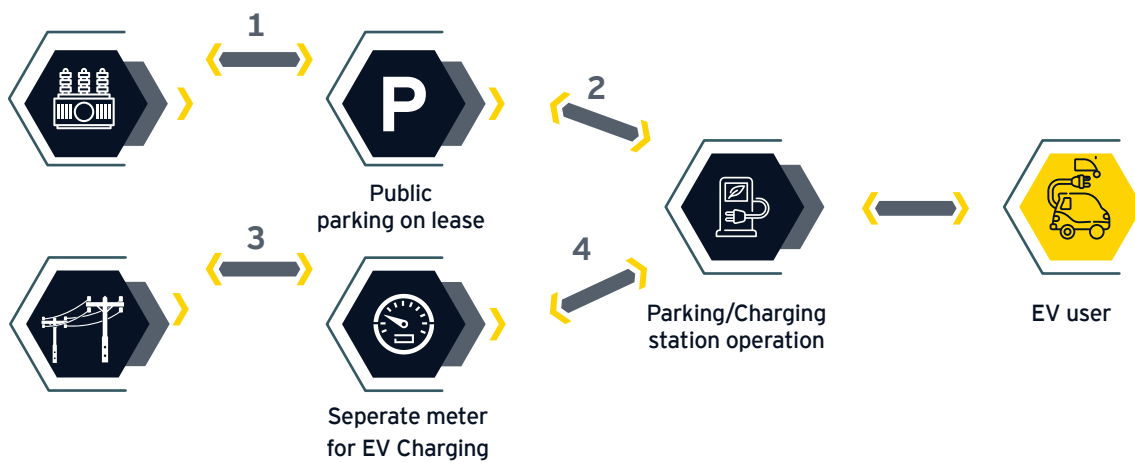 1
P
2
Public
parking on lease
3
4
Parking/Charging
station operation
EV user
Seperate meter
for EV Charging